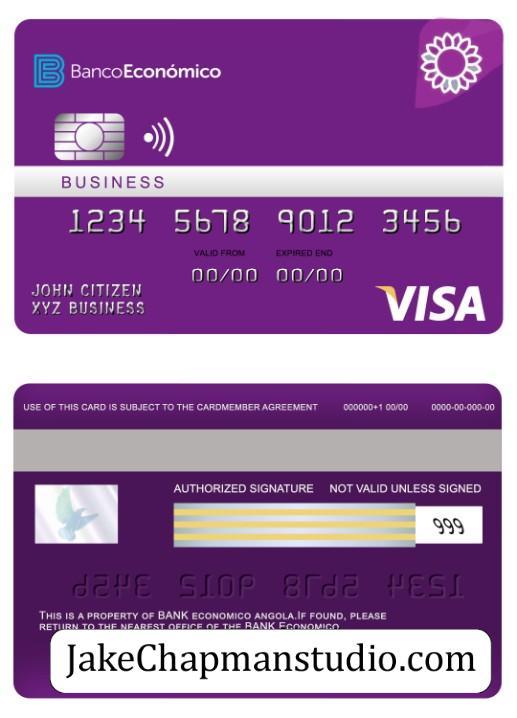 BancoEconómico
BUSINESS
1234 5678 9012 3456
VALID FROM EXPIRED END
00/00 00/00
JOHN CITIZEN
XYZ BUSINESS
VISA
USE OF THIS CARD IS SUBJECT TO THE CARDMEMBER AGREEMENT 000000+1 00/00 0000-00-000-00
AUTHORIZED SIGNATURE NOT VALID UNLESS SIGNED
999
THIS IS A PROPERTY OF BANK ECONOMICO ANGOLA.IF FOUND, PLEASE
RETURN TO THE NEAREST OFFICE OF THE BANK ECONOMICO
JakeChapmanstudio.com